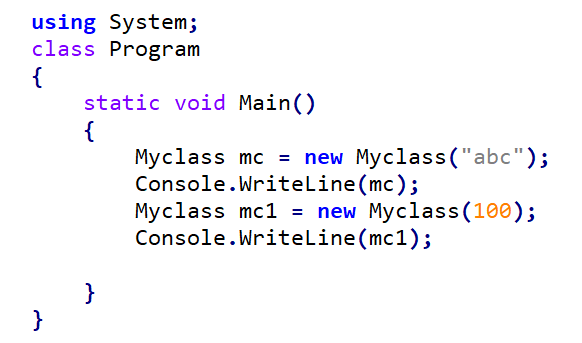 using System;
class Program
{
    static void Main()
    {
        Myclass mc = new Myclass("abc");
        Console.WriteLine(mc);
        Myclass mc1 = new Myclass(100);
        Console.WriteLine(mc1);
    }
}